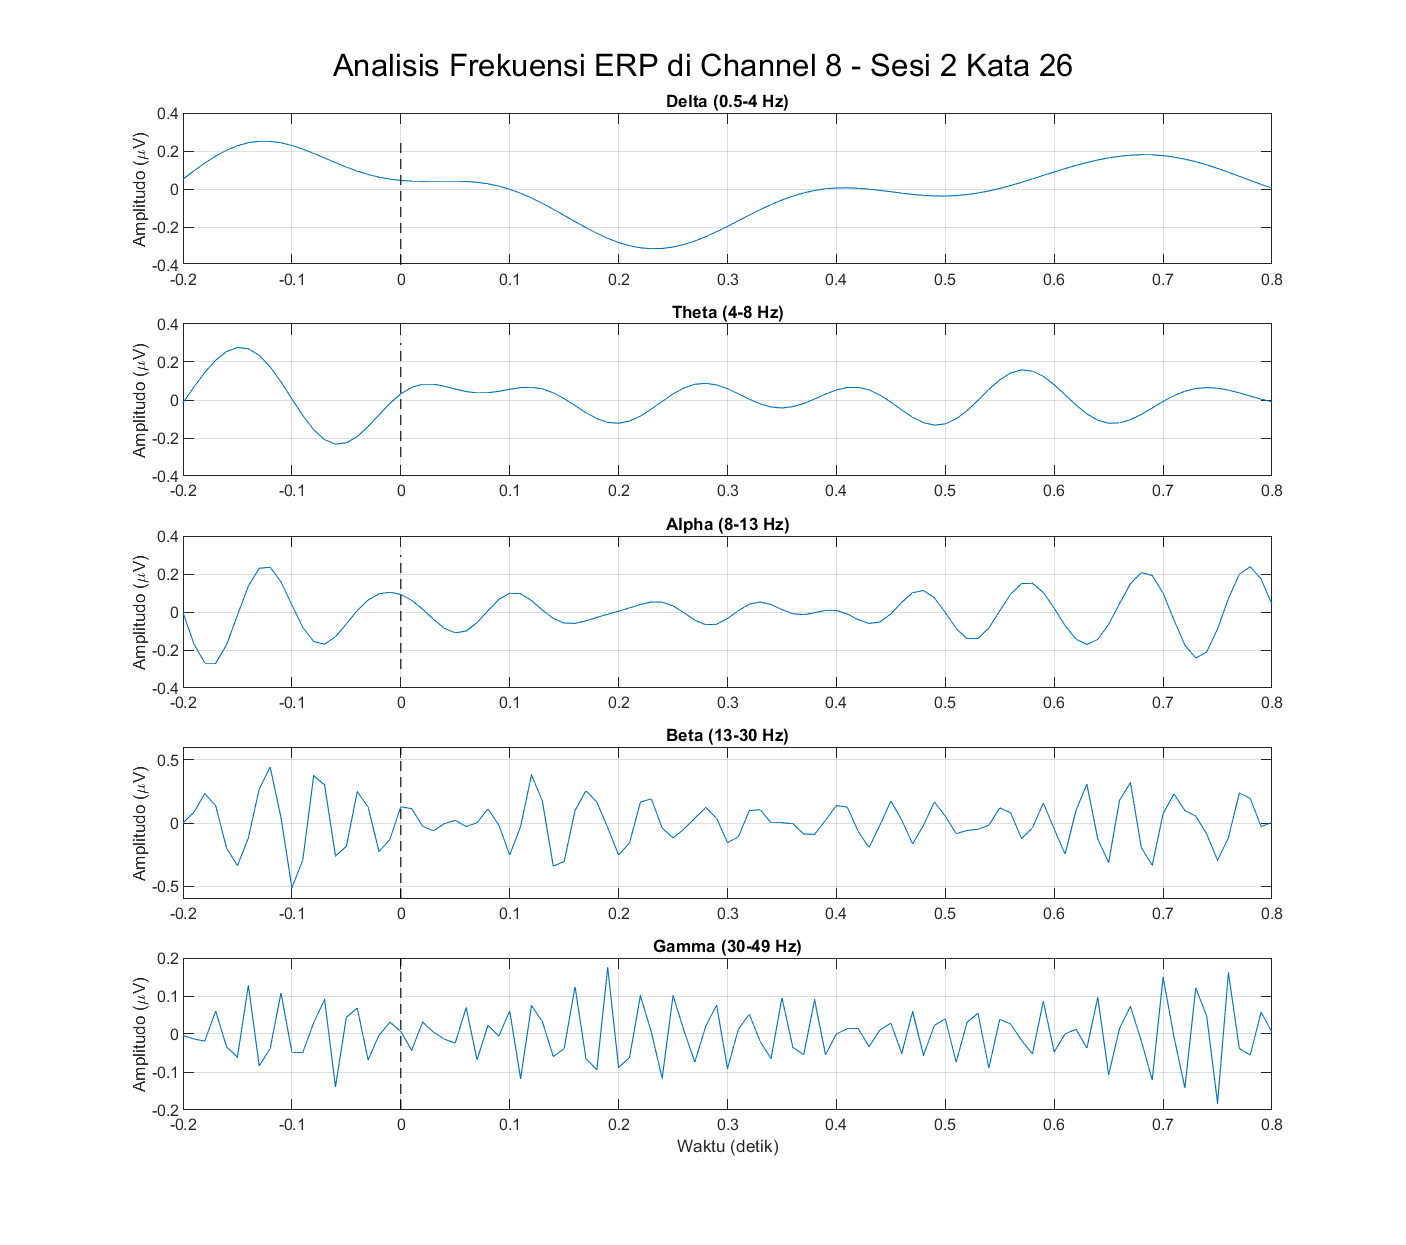 Analisis Frekuensi ERP di Channel 8 - Sesi 2 Kata 26
Delta (0.5-4 Hz)
Amplitudo (μV)
0.4
0.2
0
-0.2
-0.4
-0.2 -0.1 0 0.1 0.2 0.3 0.4 0.5 0.6 0.7 0.8
Theta (4-8 Hz)
Amplitudo (μV)
0.4
0.2
0
-0.2
-0.4
-0.2 -0.1 0 0.1 0.2 0.3 0.4 0.5 0.6 0.7 0.8
Alpha (8-13 Hz)
Amplitudo (μV)
0.4
0.2
0
-0.2
-0.4
-0.2 -0.1 0 0.1 0.2 0.3 0.4 0.5 0.6 0.7 0.8
Beta (13-30 Hz)
Amplitudo (μV)
0.5
0
-0.5
-0.2 -0.1 0 0.1 0.2 0.3 0.4 0.5 0.6 0.7 0.8
Gamma (30-49 Hz)
Amplitudo (μV)
0.2
0.1
0
-0.1
-0.2
-0.2 -0.1 0 0.1 0.2 0.3 0.4 0.5 0.6 0.7 0.8
Waktu (detik)